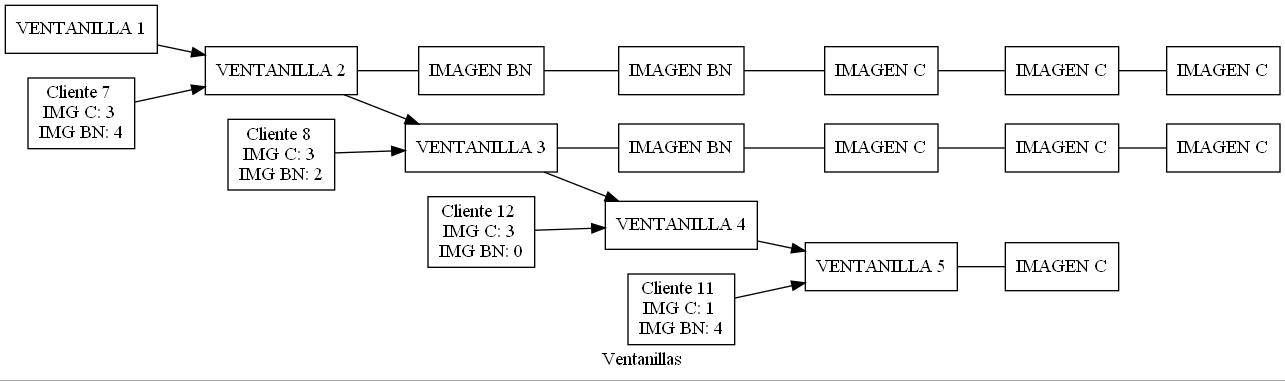 VENTANILLA 1
VENTANILLA 2
IMAGEN BN
IMAGEN BN
IMAGEN C
IMAGEN C
IMAGEN C
Cliente 7
IMG C: 3
IMG BN: 4
VENTANILLA 3
IMAGEN BN
IMAGEN C
IMAGEN C
IMAGEN C
Cliente 8
IMG C: 3
IMG BN: 2
VENTANILLA 4
Cliente 12
IMG C: 3
IMG BN: 0
VENTANILLA 5
IMAGEN C
Cliente 11
IMG C: 1
IMG BN: 4
Ventanillas